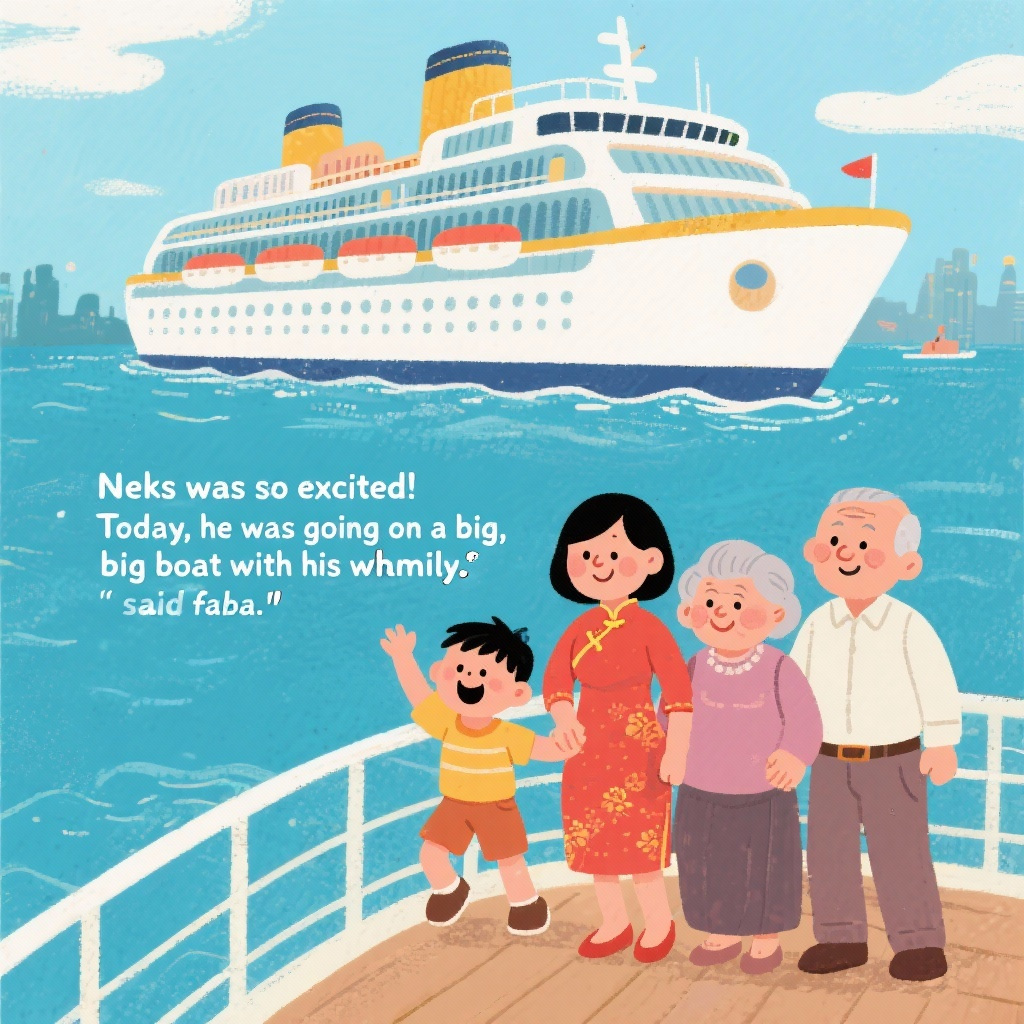 Neks was so excited!
Today, he was going on a big,
big boat with his whmily."
" said faba."